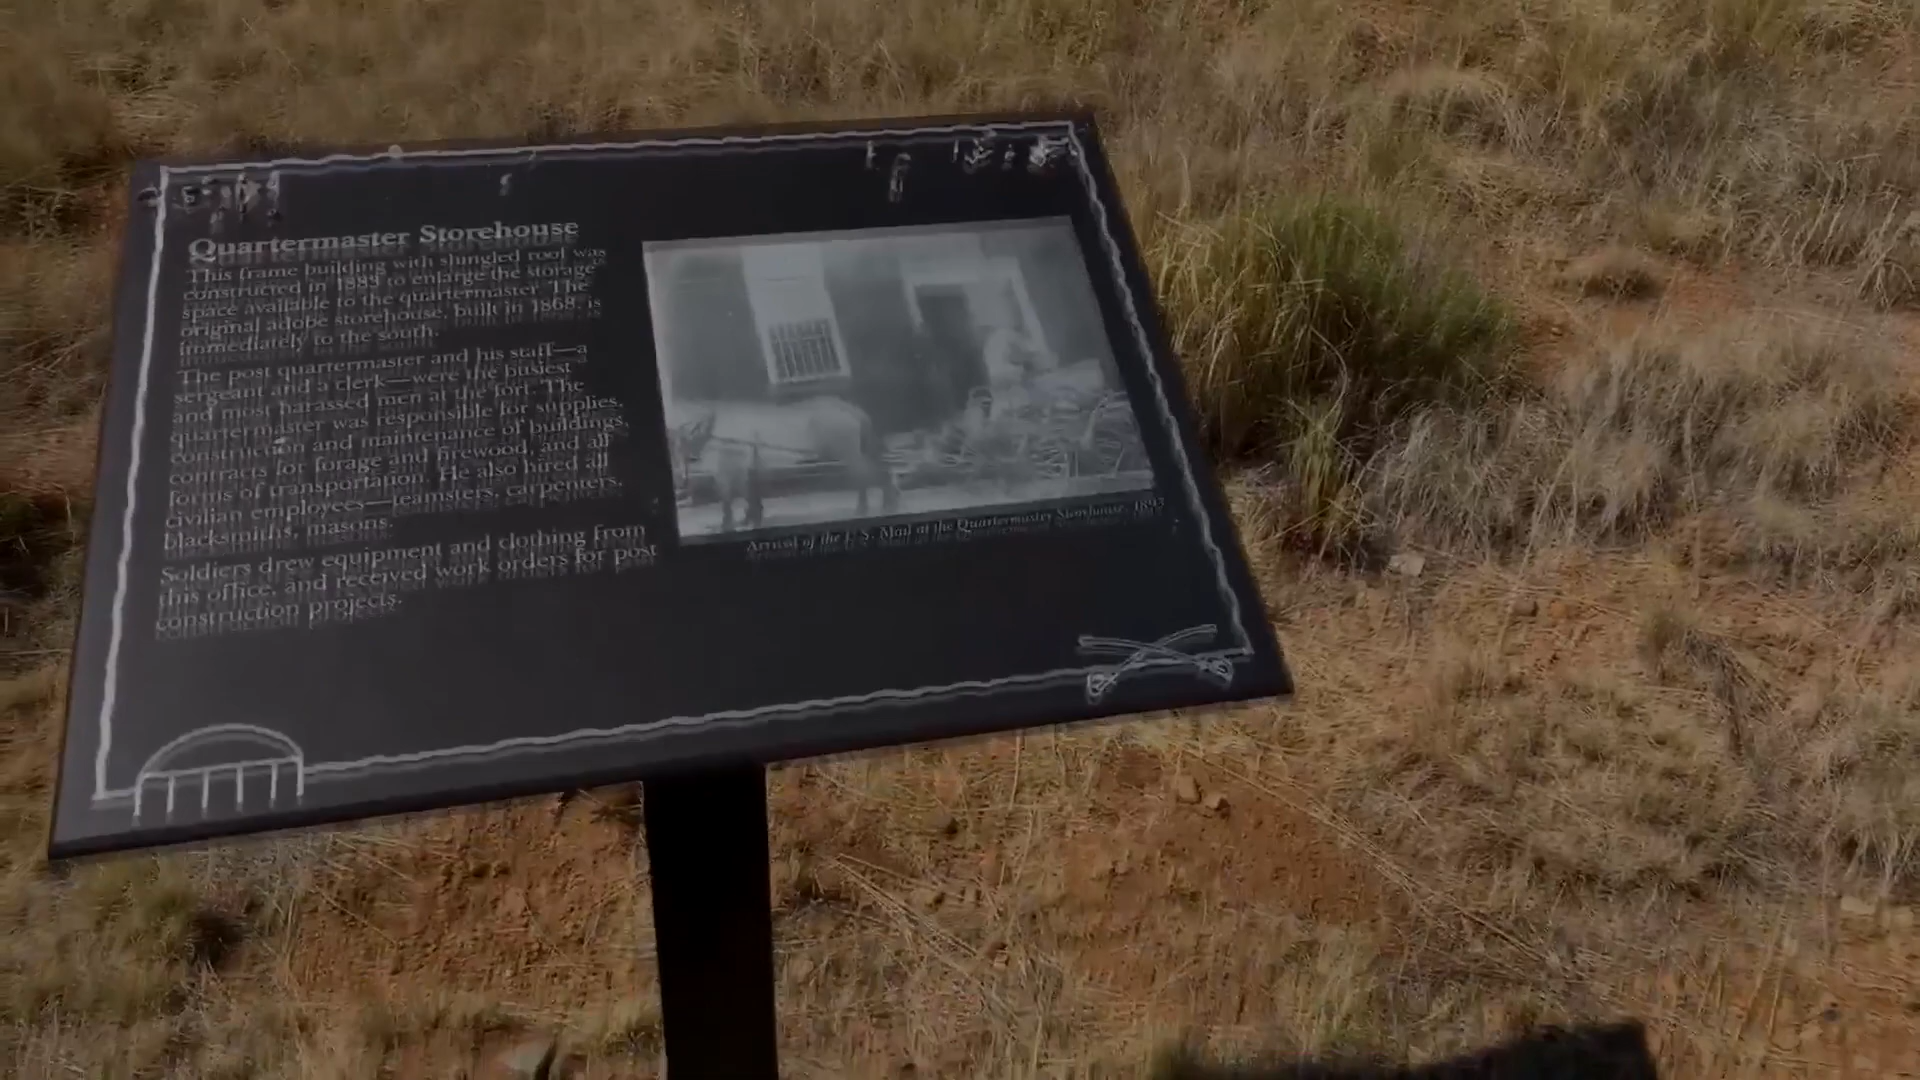 Quartermaster Storehouse
This frame building with shingled roof was
constructed in 1883 to enlarge the storage
space available to the quartermaster. The
original adobe storehouse, built in 1868, is
immediately to the south.
The post quartermaster and his staff—a
sergeant and a clerk—were the busiest
and most harassed men at the fort. The
quartermaster was responsible for supplies,
construction and maintenance of buildings,
contracts for forage and firewood, and all
forms of transportation. He also hired all
civilian employees—teamsters, carpenters,
blacksmiths, masons.
Soldiers drew equipment and clothing from
this office, and received work orders for post
construction projects.
Arrival of the U. S. Mail at the Quartermaster Storehouse,